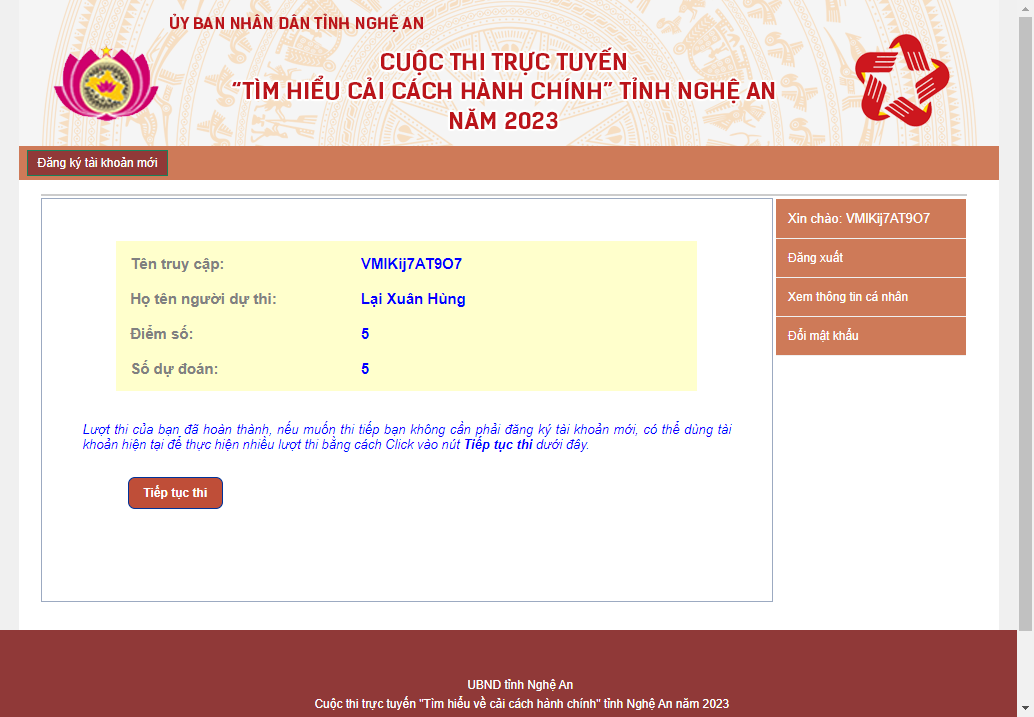 ỦY BAN NHÂN DÂN TỈNH NGHỆ AN
CUỘC THI TRỰC TUYẾN
“TÌM HIỂU CẢI CÁCH HÀNH CHÍNH” TỈNH NGHỆ AN
NĂM 2023
Đăng ký tài khoản mới
Tên truy cập: VMIKij7AT9O7
Họ tên người dự thi: Lại Xuân Hùng
Điểm số: 5
Số dự đoán: 5
Lượt thi của bạn đã hoàn thành, nếu muốn thi tiếp bạn không cần phải đăng ký tài khoản mới, có thể dùng tài
khoản hiện tại để thực hiện nhiều lượt thi bằng cách Click vào nút Tiếp tục thi dưới đây.
Tiếp tục thi
Xin chào: VMIKij7AT9O7
Đăng xuất
Xem thông tin cá nhân
Đổi mật khẩu
UBND tỉnh Nghệ An
Cuộc thi trực tuyến "Tìm hiểu về cải cách hành chính" tỉnh Nghệ An năm 2023